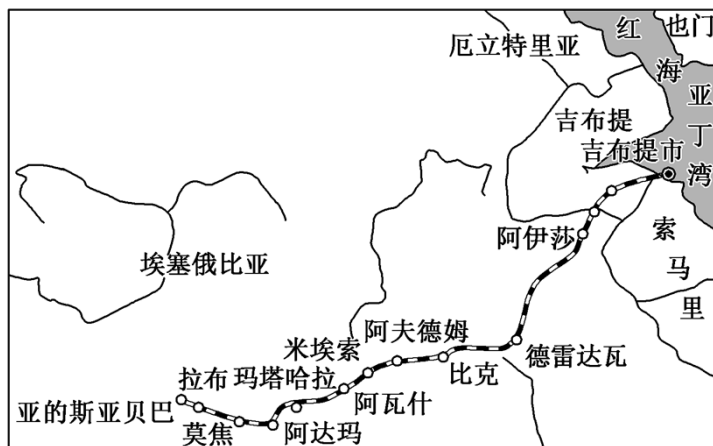 红海
也门
厄立特里亚
亚丁湾
吉布提
吉布提市
阿伊莎
索马里
埃塞俄比亚
米埃索
阿夫德姆
德雷达瓦
比克
拉布
玛塔哈拉
阿瓦什
亚的斯亚贝巴
莫焦
阿达玛